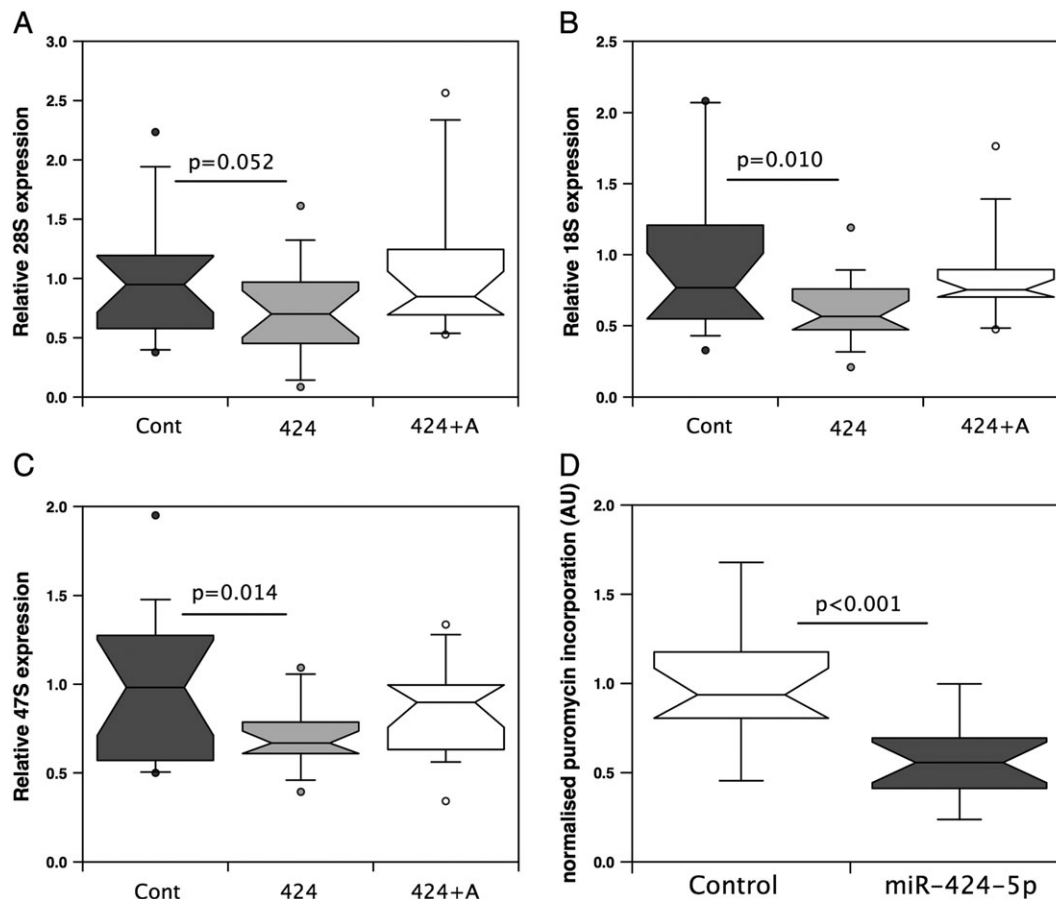 A
Relative 28S expression
3.0
2.5
2.0
1.5
1.0
0.5
0.0
p=0.052
Cont 424 424+A
B
Relative 18S expression
2.5
2.0
1.5
1.0
0.5
0.0
p=0.010
Cont 424 424+A
C
Relative 47S expression
2.0
1.5
1.0
0.5
0.0
p=0.014
Cont 424 424+A
D
normalised puromycin incorporation (AU)
2.0
1.5
1.0
0.5
0.0
p<0.001
Control miR-424-5p